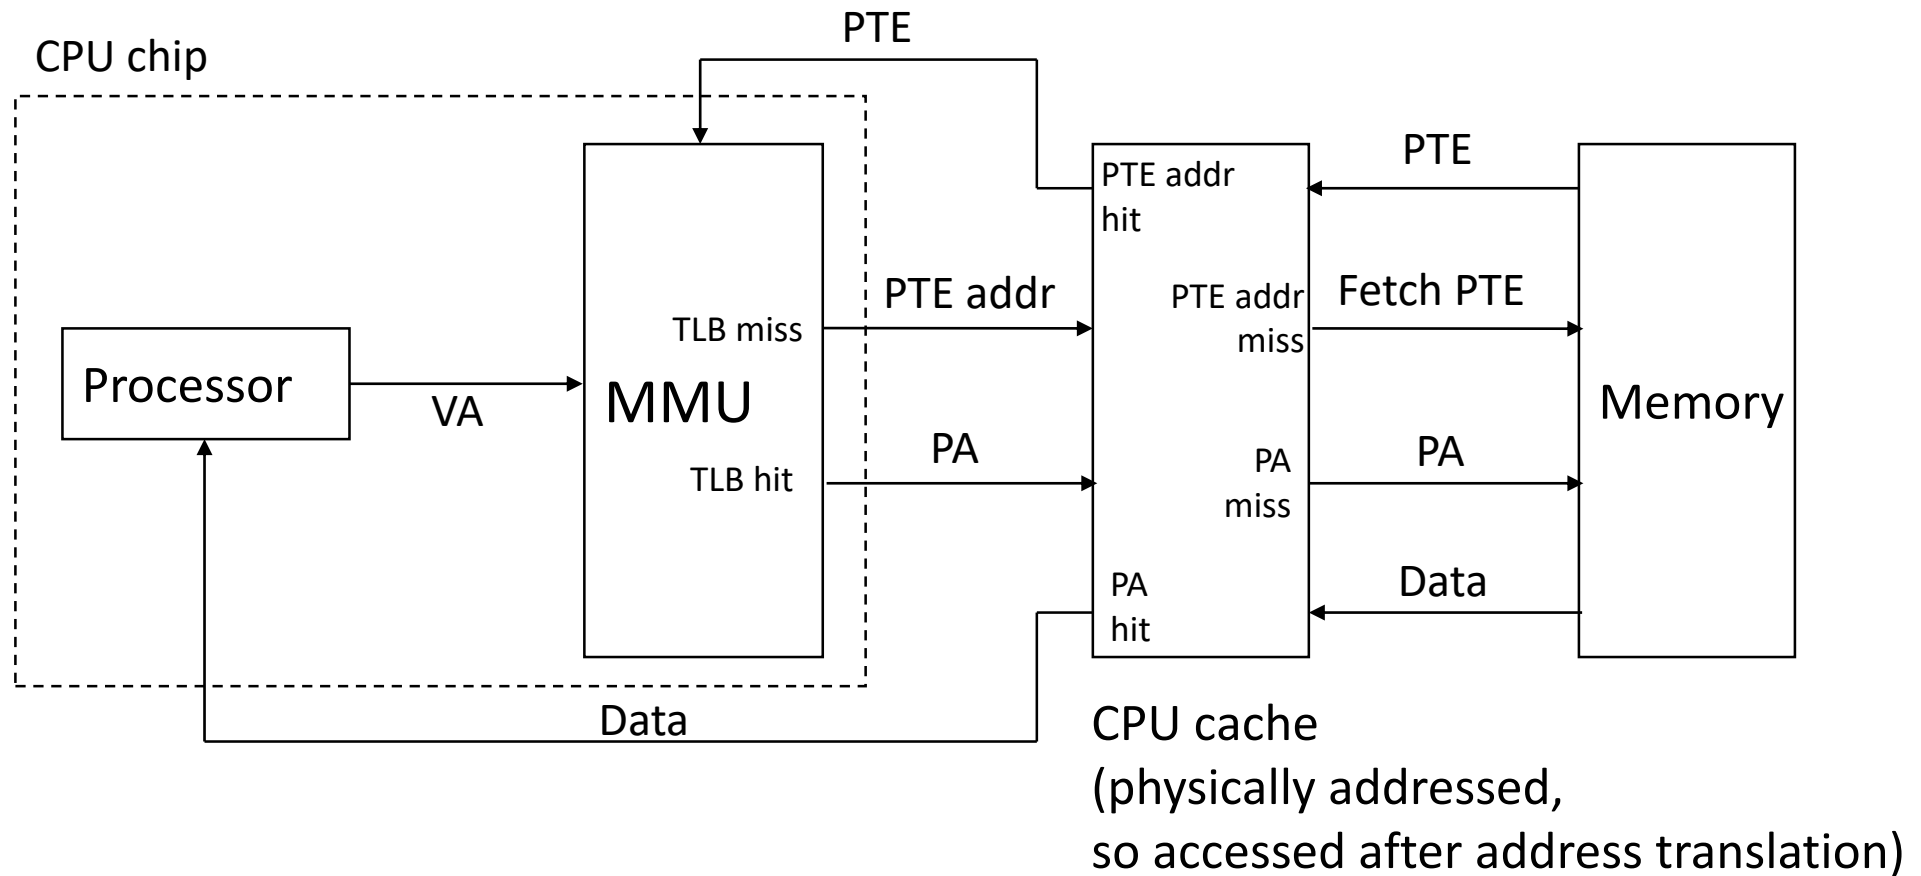 PTE
CPU chip
PTE
PTE addr
hit
PTE addr
PTE addr
miss
Fetch PTE
TLB miss
Processor
VA
MMU
Memory
PA
PA
miss
PA
TLB hit
PA
hit
Data
Data
CPU cache
(physically addressed,
so accessed after address translation)